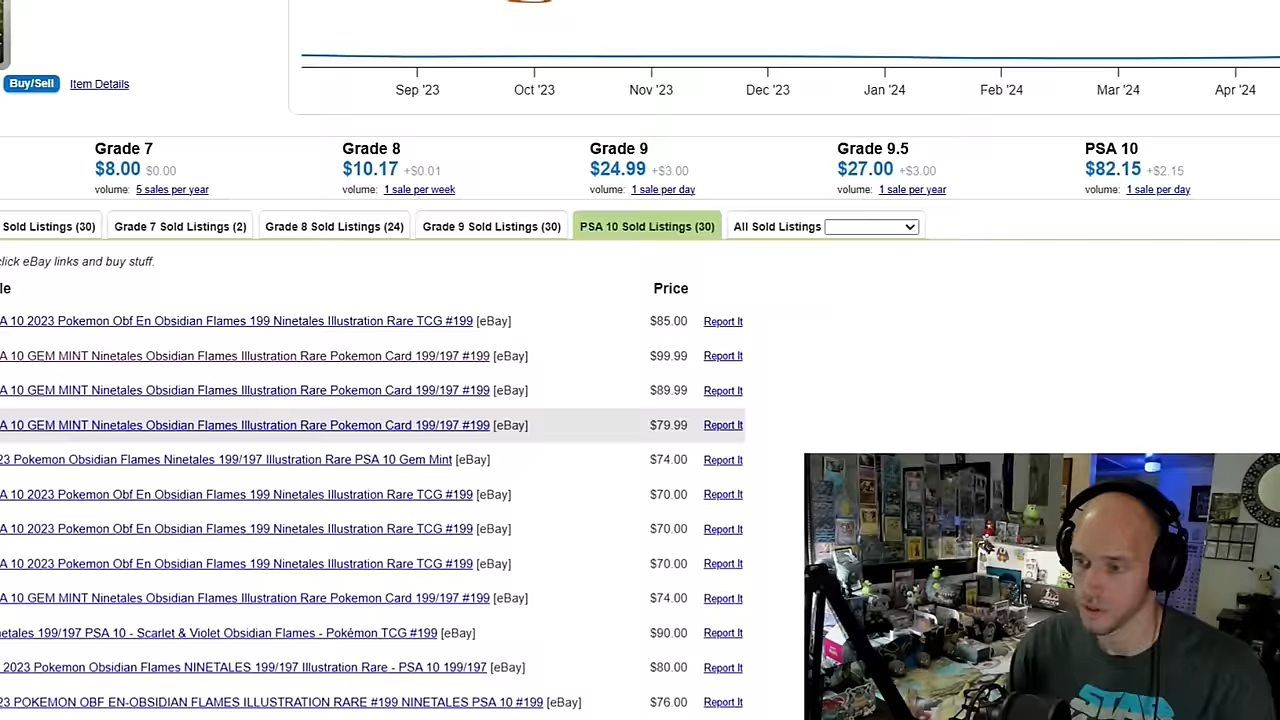 Buy/Sell Item Details
Sep '23 Oct '23 Nov '23 Dec '23 Jan '24 Feb '24 Mar '24 Apr '24
Grade 7 Grade 8 Grade 9 Grade 9.5 PSA 10
$8.00 $0.00 $10.17 +$0.01 $24.99 +$3.00 $27.00 +$3.00 $82.15 +$2.15
volume: 5 sales per year volume: 1 sale per week volume: 1 sale per day volume: 1 sale per year volume: 1 sale per day
Sold Listings (30) Grade 7 Sold Listings (2) Grade 8 Sold Listings (24) Grade 9 Sold Listings (30) PSA 10 Sold Listings (30) All Sold Listings
click eBay links and buy stuff.
le Price
A 10 2023 Pokemon Obf En Obsidian Flames 199 Ninetales Illustration Rare TCG #199 [eBay] $85.00 Report It
A 10 GEM MINT Ninetales Obsidian Flames Illustration Rare Pokemon Card 199/197 #199 [eBay] $99.99 Report It
A 10 GEM MINT Ninetales Obsidian Flames Illustration Rare Pokemon Card 199/197 #199 [eBay] $89.99 Report It
A 10 GEM MINT Ninetales Obsidian Flames Illustration Rare Pokemon Card 199/197 #199 [eBay] $79.99 Report It
23 Pokemon Obsidian Flames Ninetales 199/197 Illustration Rare PSA 10 Gem Mint [eBay] $74.00 Report It
A 10 2023 Pokemon Obf En Obsidian Flames 199 Ninetales Illustration Rare TCG #199 [eBay] $70.00 Report It
A 10 2023 Pokemon Obf En Obsidian Flames 199 Ninetales Illustration Rare TCG #199 [eBay] $70.00 Report It
A 10 2023 Pokemon Obf En Obsidian Flames 199 Ninetales Illustration Rare TCG #199 [eBay] $70.00 Report It
A 10 GEM MINT Ninetales Obsidian Flames Illustration Rare Pokemon Card 199/197 #199 [eBay] $74.00 Report It
netales 199/197 PSA 10 - Scarlet & Violet Obsidian Flames - Pokémon TCG #199 [eBay] $90.00 Report It
2023 Pokemon Obsidian Flames NINETALES 199/197 Illustration Rare - PSA 10 199/197 [eBay] $80.00 Report It
23 POKEMON OBF EN-OBSIDIAN FLAMES ILLUSTRATION RARE #199 NINETALES PSA 10 #199 [eBay] $76.00 Report It
STAR